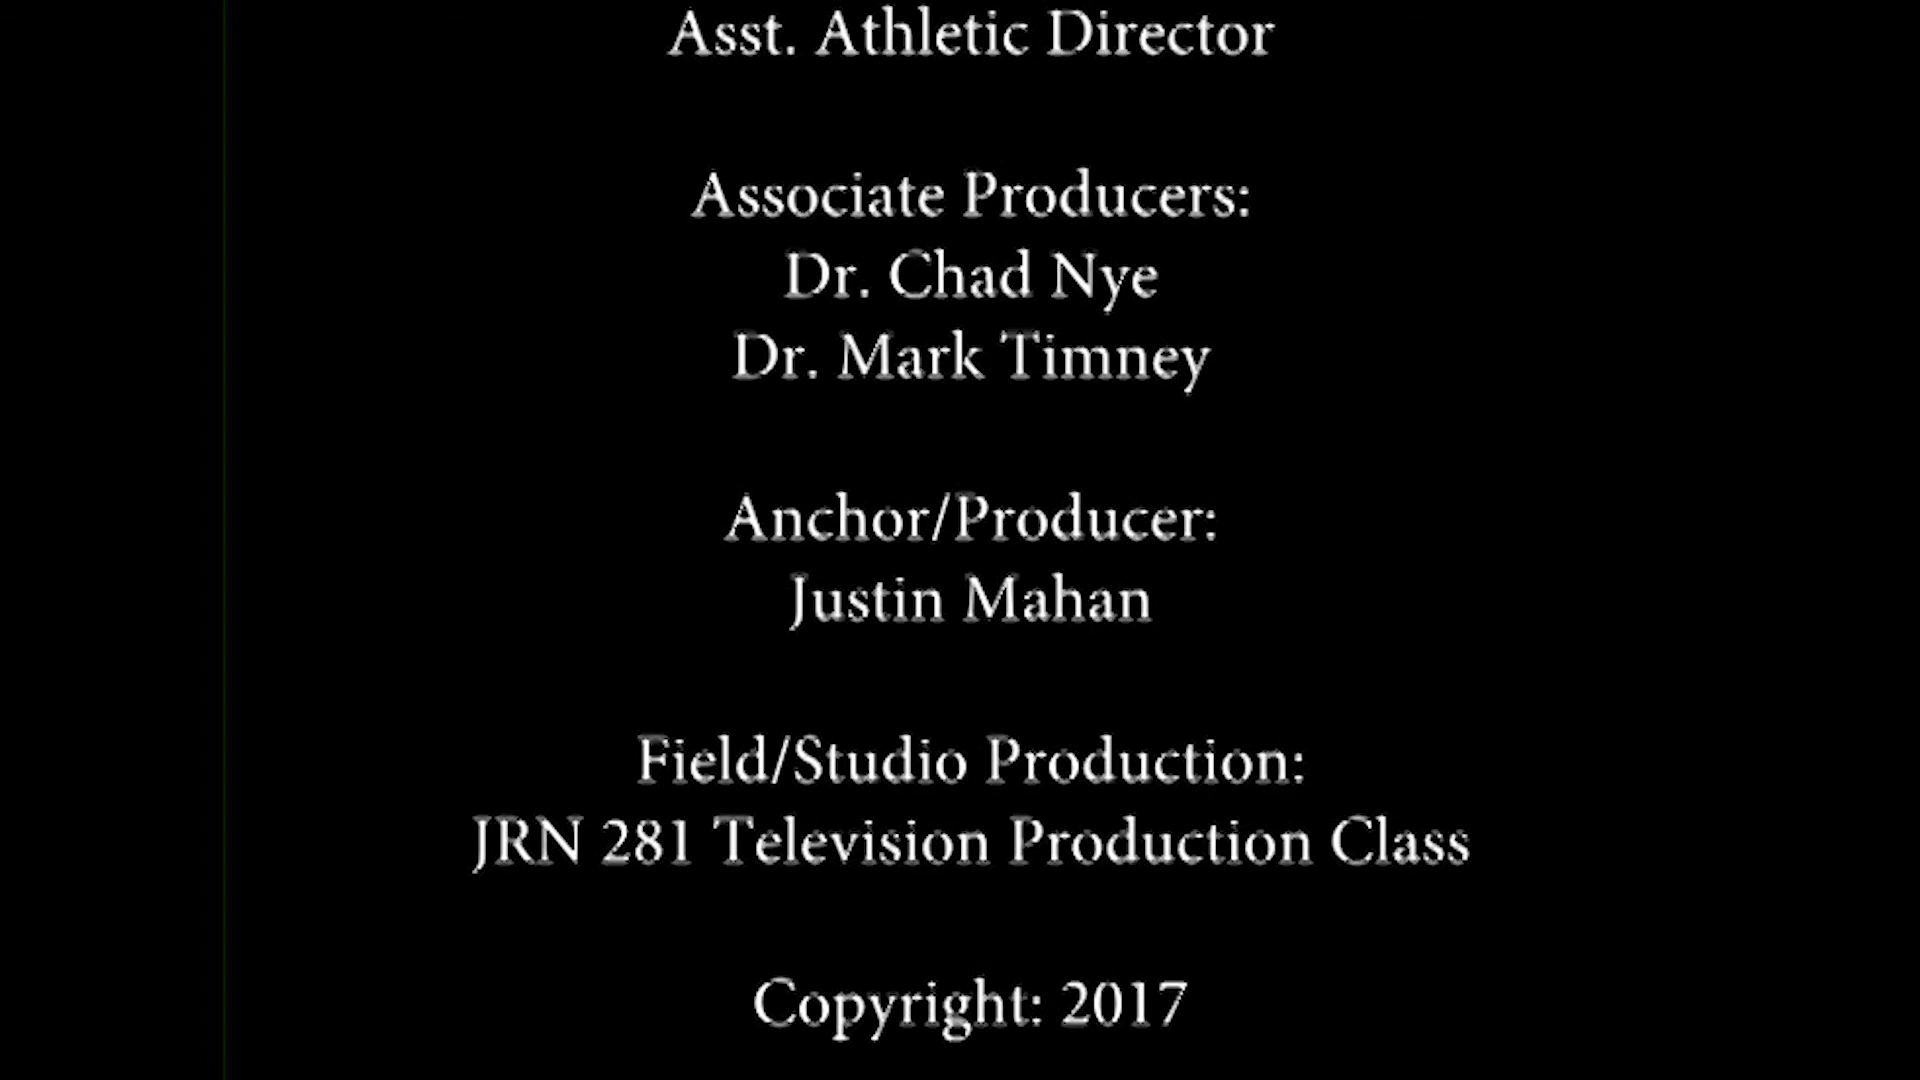 Asst. Athletic Director
Associate Producers:
Dr. Chad Nye
Dr. Mark Timney
Anchor/Producer:
Justin Mahan
Field/Studio Production:
JRN 281 Television Production Class
Copyright: 2017